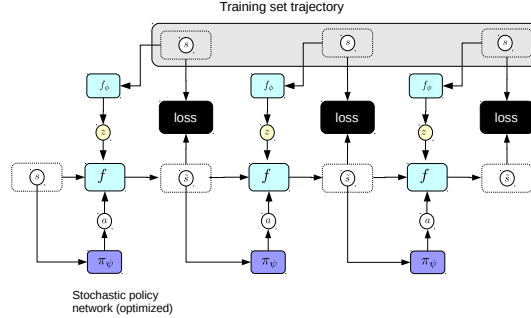 Training set trajectory
s s s
f_ϕ f_ϕ f_ϕ
loss loss loss
z z z
s f ŝ f ŝ f ŝ
a a a
π_ψ π_ψ π_ψ
Stochastic policy
network (optimized)